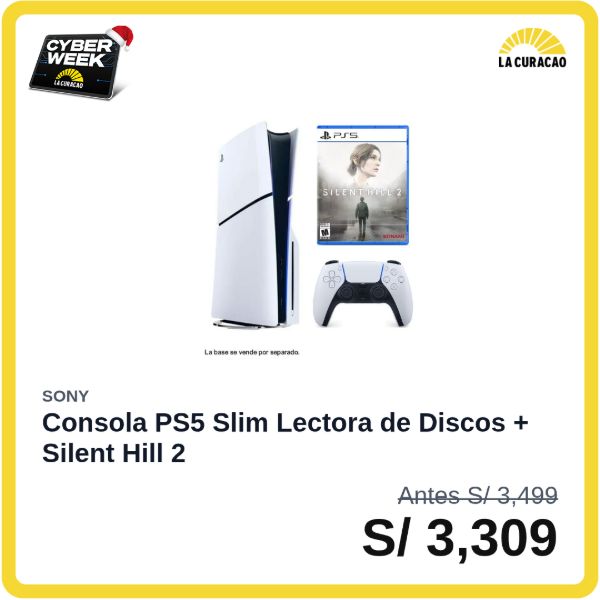 CYBER
WEEK
LA CURACAO
LA CURACAO
PS5
SILENT HILL 2
KONAMI
La base se vende por separado.
SONY
Consola PS5 Slim Lectora de Discos +
Silent Hill 2
Antes S/ 3,499
S/ 3,309